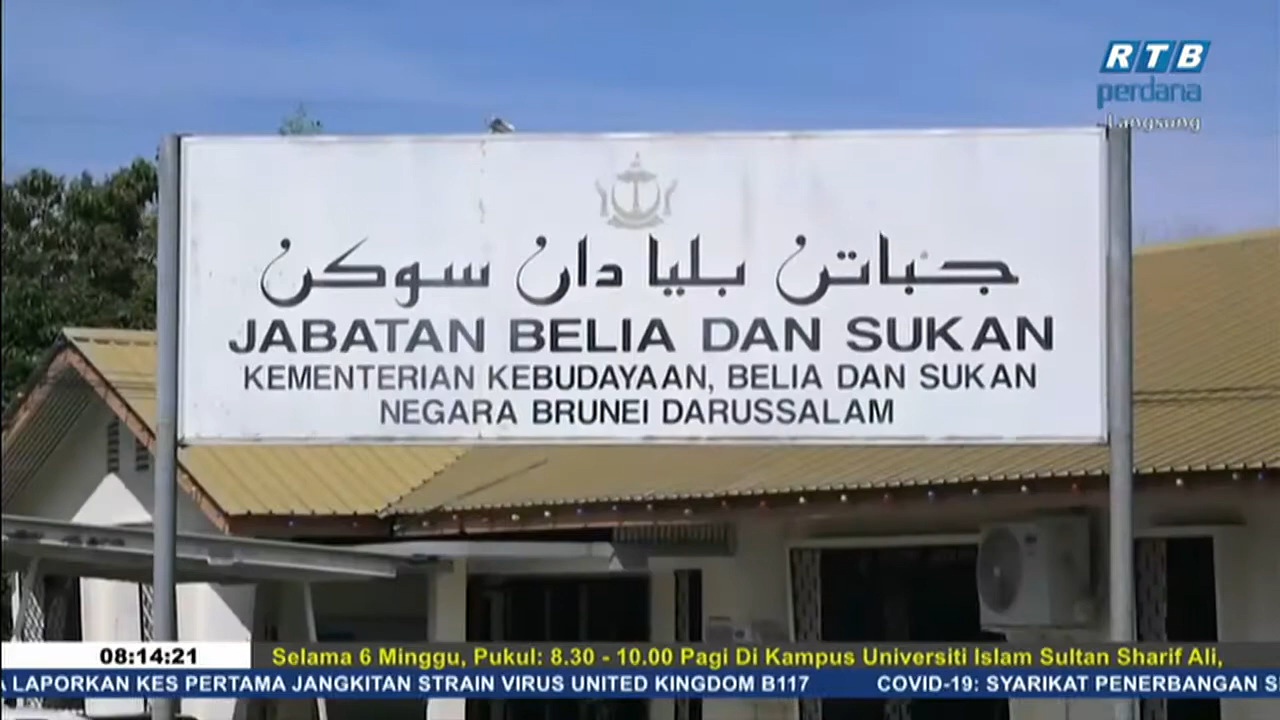 RTB
perdana
Langsung
جباتن بليا دان سوكن
JABATAN BELIA DAN SUKAN
KEMENTERIAN KEBUDAYAAN, BELIA DAN SUKAN
NEGARA BRUNEI DARUSSALAM
08:14:21
Selama 6 Minggu, Pukul: 8.30 - 10.00 Pagi Di Kampus Universiti Islam Sultan Sharif Ali,
LAPORKAN KES PERTAMA JANGKITAN STRAIN VIRUS UNITED KINGDOM B117 COVID-19: SYARIKAT PENERBANGAN